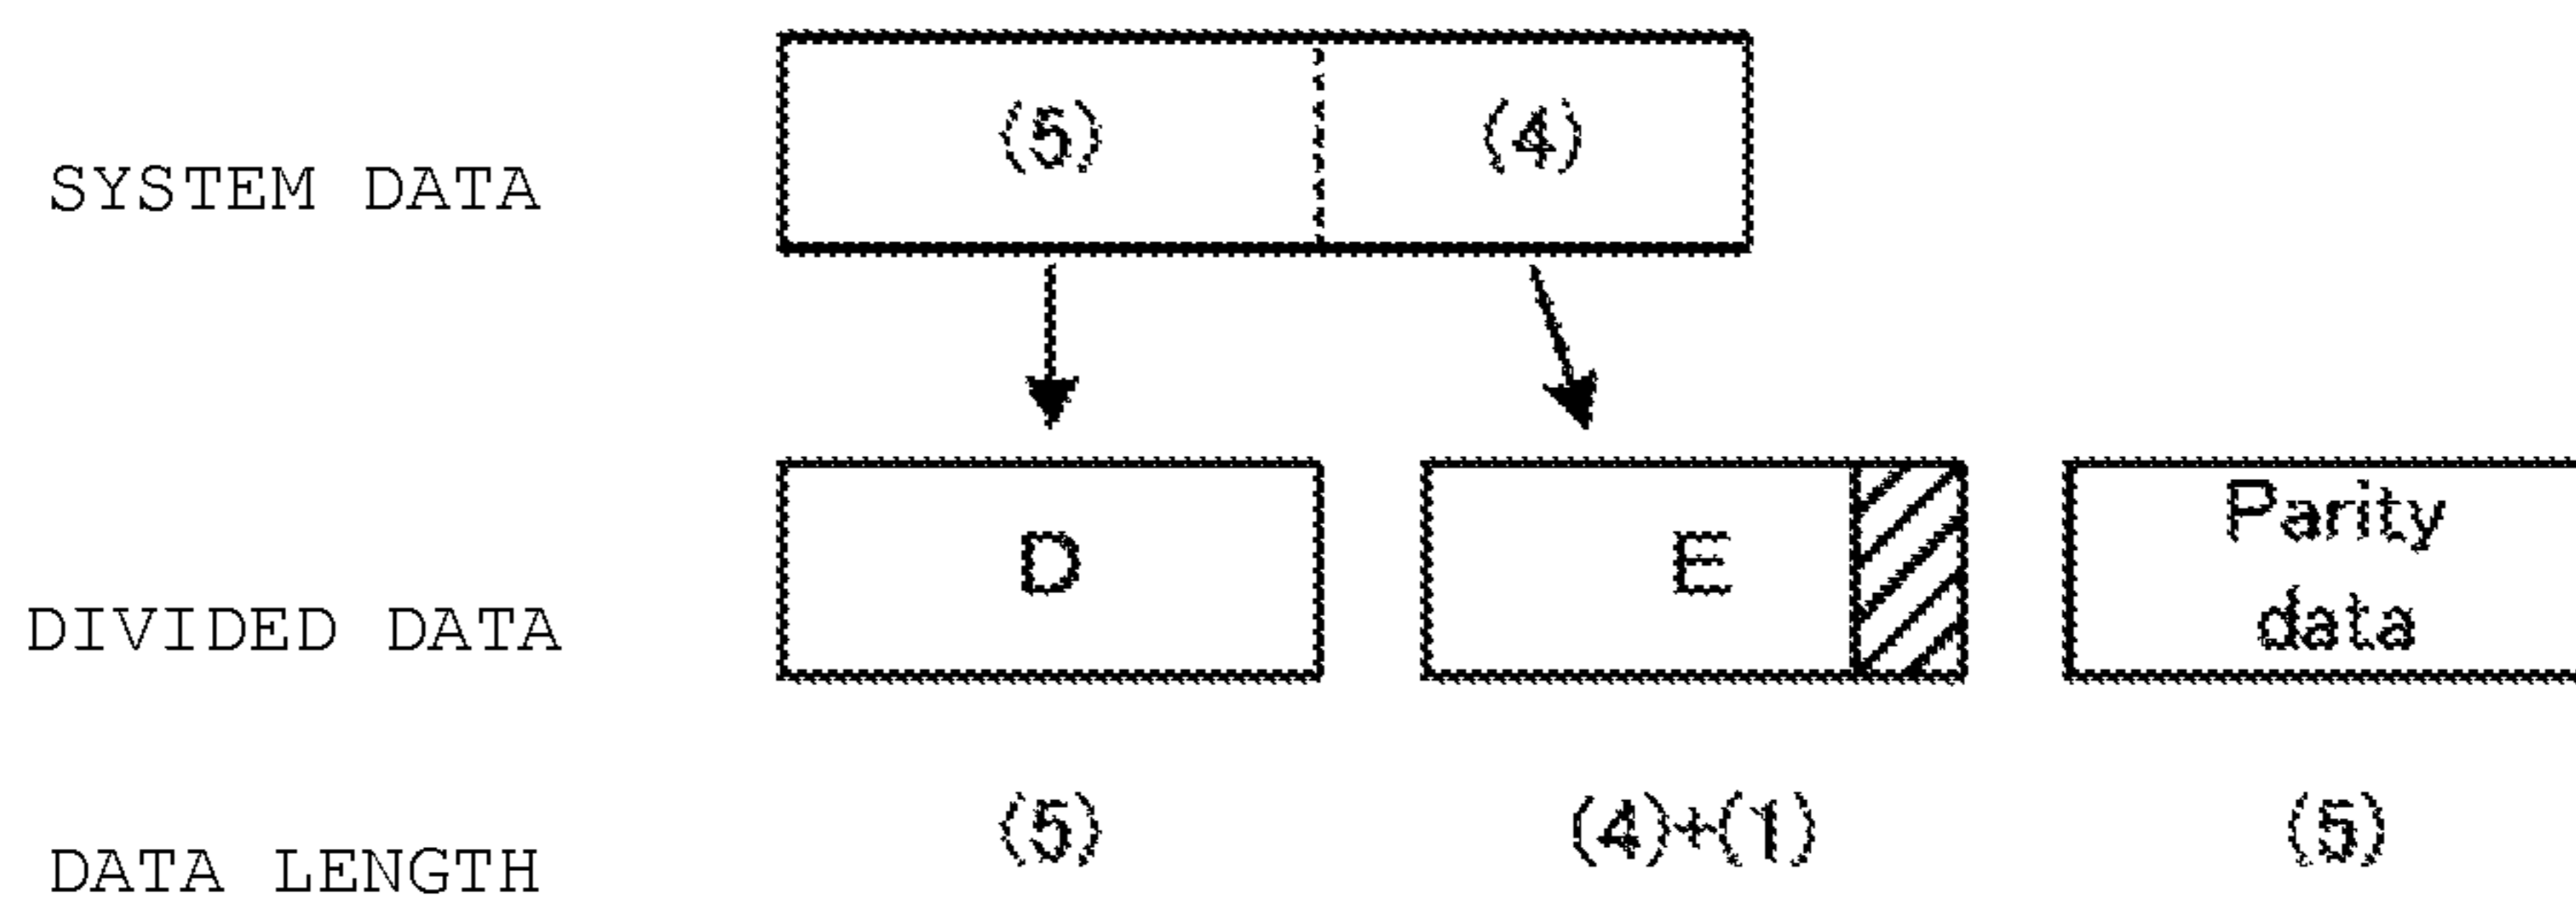 (5) (4)
SYSTEM DATA
D E Parity
data
DIVIDED DATA
(5) (4)+(1) (5)
DATA LENGTH